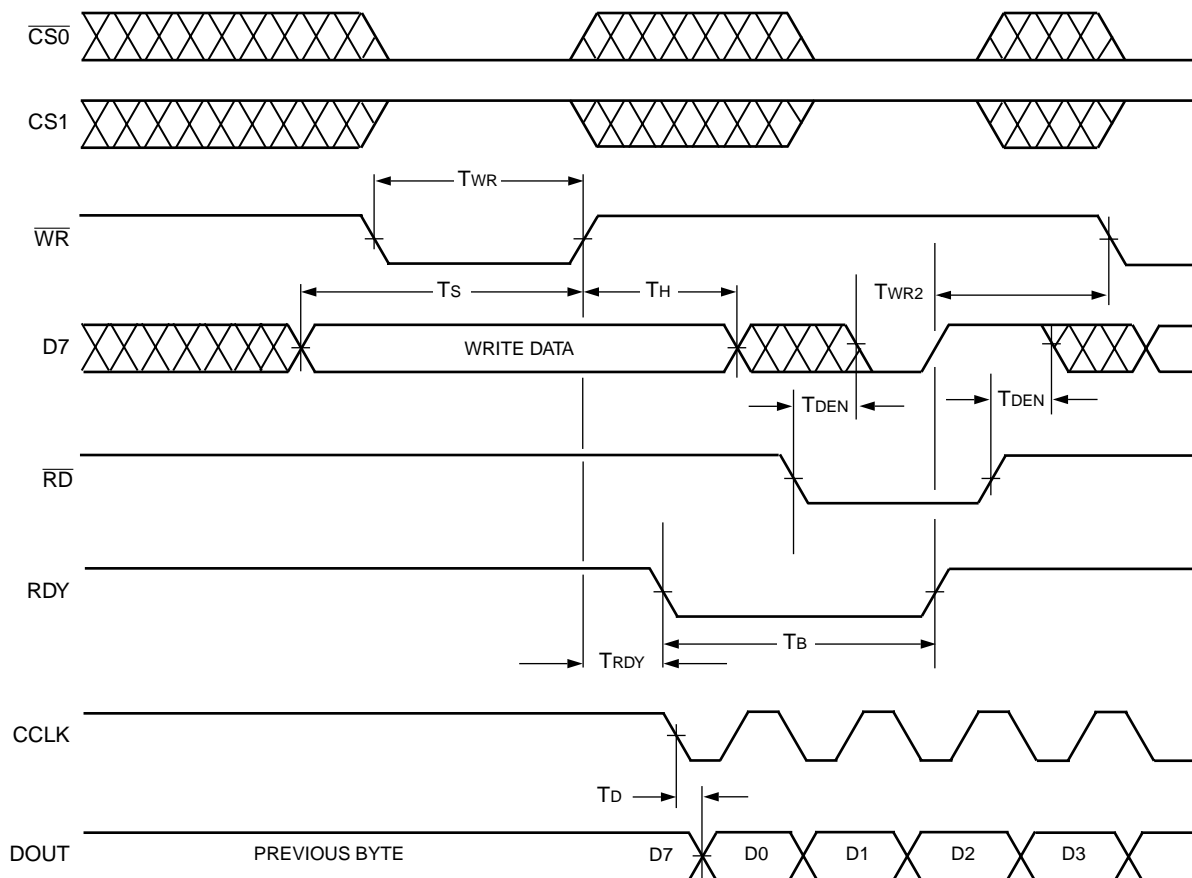 CS0
CS1
TWR
WR
TS
TH
TWR2
D7
WRITE DATA
TDEN
TDEN
RD
RDY
TB
TRDY
CCLK
TD
DOUT
PREVIOUS BYTE
D7
D0
D1
D2
D3